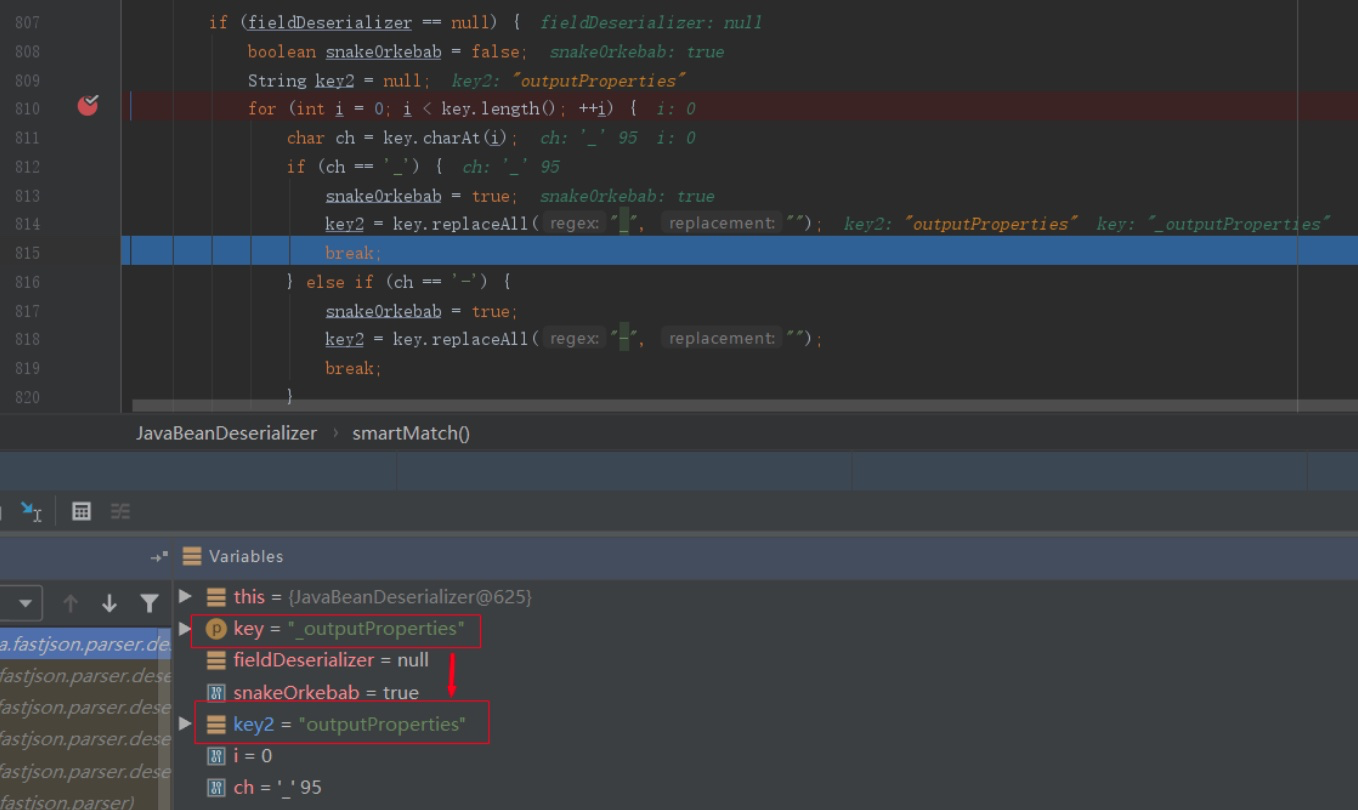 807 if (fieldDeserializer == null) { fieldDeserializer: null
808 boolean snakeOrkebab = false; snakeOrkebab: true
809 String key2 = null; key2: "outputProperties"
810 for (int i = 0; i < key.length(); ++i) { i: 0
811 char ch = key.charAt(i); ch: '_' 95 i: 0
812 if (ch == '_') { ch: '_' 95
813 snakeOrkebab = true; snakeOrkebab: true
814 key2 = key.replaceAll( regex: "_", replacement: ""); key2: "outputProperties" key: "_outputProperties"
815 break;
816 } else if (ch == '-') {
817 snakeOrkebab = true;
818 key2 = key.replaceAll( regex: "-", replacement: "");
819 break;
820 }
JavaBeanDeserializer › smartMatch()
Variables
this = {JavaBeanDeserializer@625}
key = "_outputProperties"
a.fastjson.parser.de
fieldDeserializer = null
fastjson.parser.dese
snakeOrkebab = true
fastjson.parser.dese
key2 = "outputProperties"
fastjson.parser.dese
i = 0
fastjson.parser.dese
ch = '_' 95
fastjson.parser)